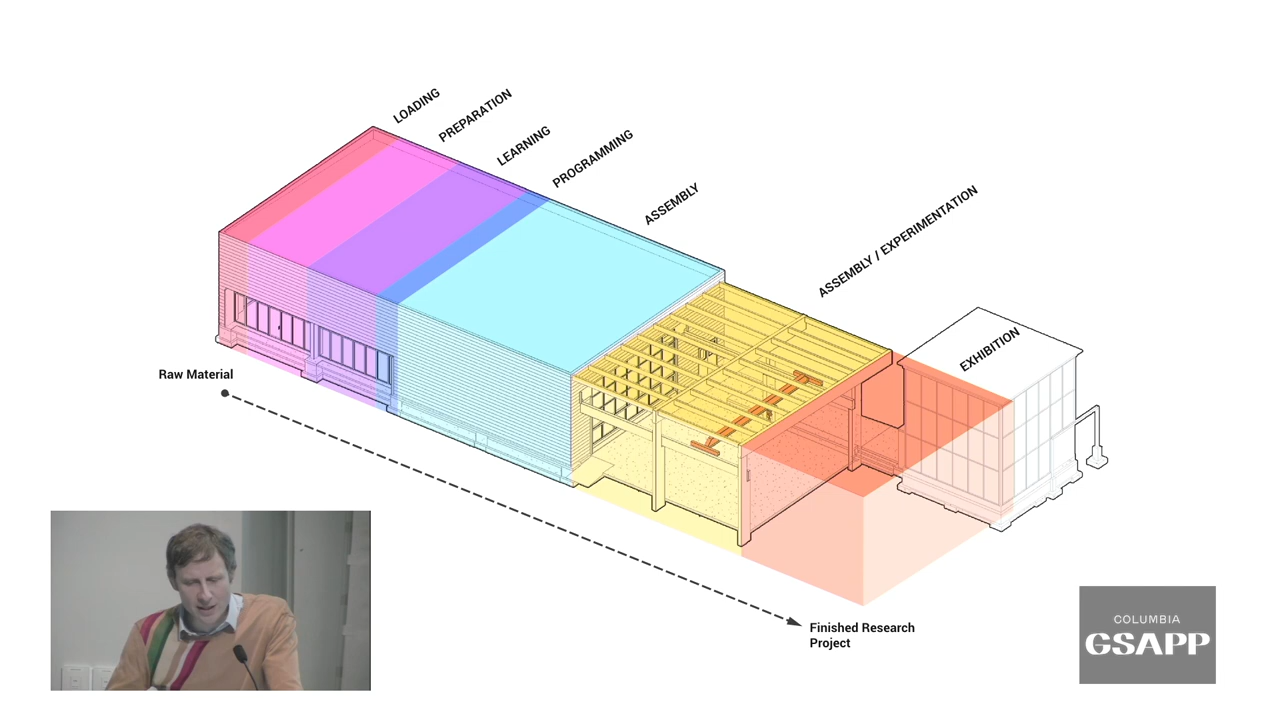 LOADING
PREPARATION
LEARNING
PROGRAMMING
ASSEMBLY
ASSEMBLY / EXPERIMENTATION
EXHIBITION
Raw Material
Finished Research
Project
COLUMBIA
GSAPP